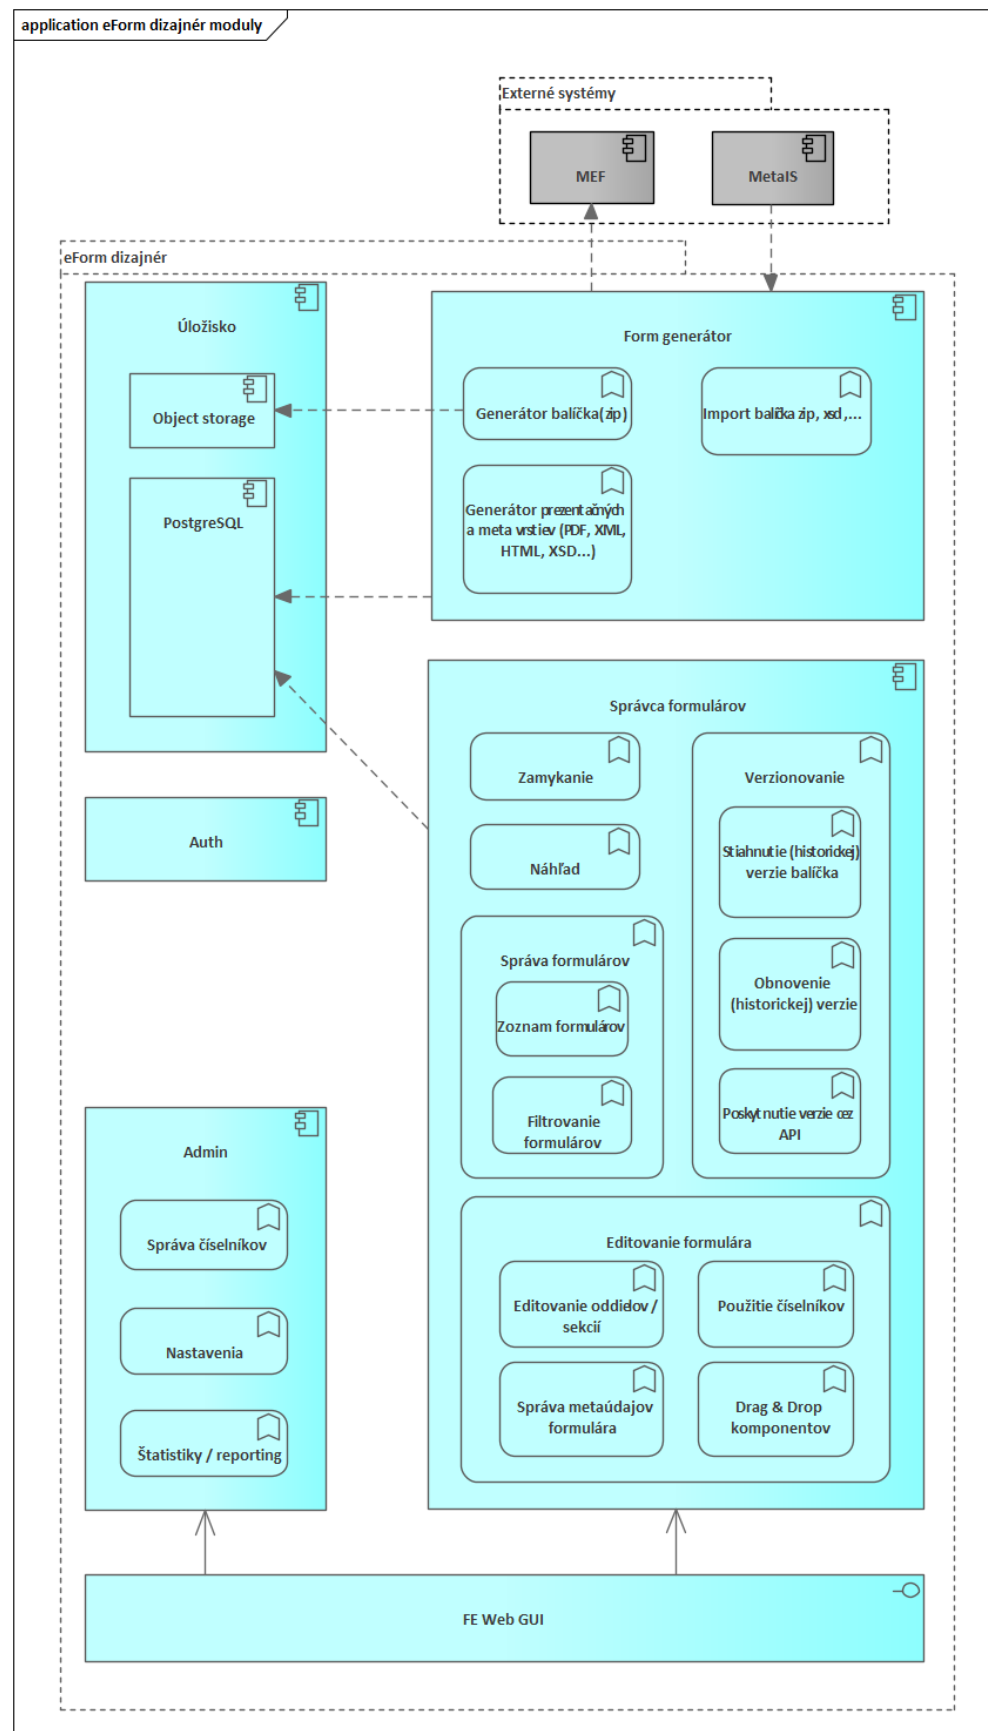 application eForm dizajnér moduly
Externé systémy
MEF
MetaIS
eForm dizajnér
Úložisko
Object storage
PostgreSQL
Form generátor
Generátor balíčka(zip)
Import balíčka zip, xsd,...
Generátor prezentačných
a meta vrstiev (PDF, XML,
HTML, XSD...)
Auth
Správca formulárov
Zamykanie
Náhľad
Správa formulárov
Zoznam formulárov
Filtrovanie
formulárov
Verzionovanie
Stiahnutie (historickej)
verzie balíčka
Obnovenie
(historickej) verzie
Poskytnutie verzie cez
API
Editovanie formulára
Editovanie oddielov /
sekcií
Použitie číselníkov
Správa metaúdajov
formulára
Drag & Drop
komponentov
Admin
Správa číselníkov
Nastavenia
Štatistiky / reporting
FE Web GUI